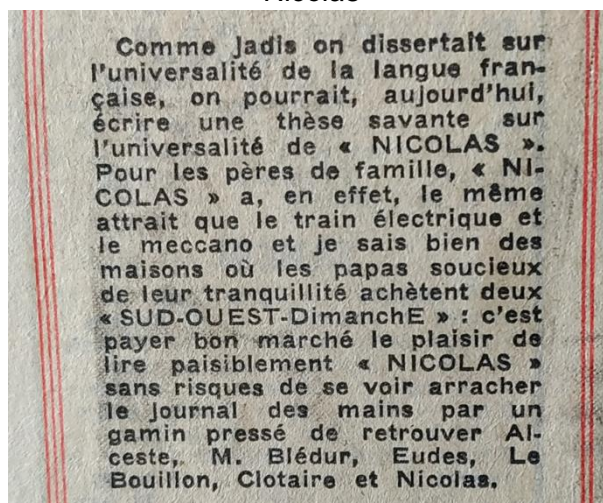 Nicolas
Comme jadis on dissertait sur
l'universalité de la langue fran-
çaise, on pourrait, aujourd'hui,
écrire une thèse savante sur
l'universalité de « NICOLAS ».
Pour les pères de famille, « NI-
COLAS » a, en effet, le même
attrait que le train électrique et
le meccano et je sais bien des
maisons où les papas soucieux
de leur tranquillité achètent deux
« SUD-OUEST-DimanchE » : c'est
payer bon marché le plaisir de
lire paisiblement « NICOLAS »
sans risques de se voir arracher
le journal des mains par un
gamin pressé de retrouver Al-
ceste, M. Blédur, Eudes, Le
Bouillon, Clotaire et Nicolas.